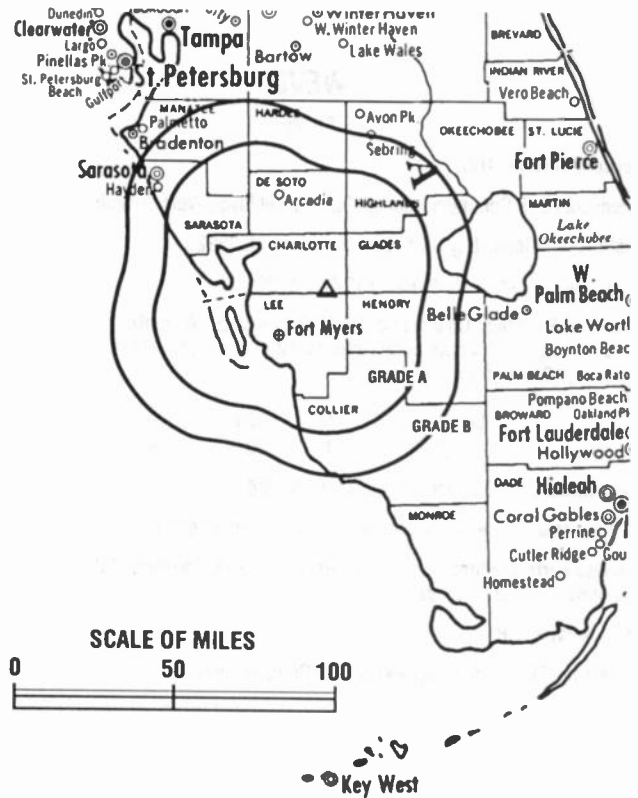 Dunedin
Clearwater
Largo
Pinellas Pk
St. Petersburg
Beach
Gulfport
Tampa
St. Petersburg
Winter Haven
W. Winter Haven
Lake Wales
Bartow
BREVARD
INDIAN RIVER
Vero Beach
MANATEE
Palmetto
Bradenton
HARDEE
Avon Pk.
Sebring
OKEECHOBEE
ST. LUCIE
Fort Pierce
Sarasota
Hayden
DE SOTO
Arcadia
HIGHLANDS
MARTIN
SARASOTA
Lake
Okeechobee
CHARLOTTE
GLADES
LEE
HENDRY
W.
Palm Beach
Belle Glade
Fort Myers
Lake Wort
Boynton Beac
GRADE A
PALM BEACH
Boca Rato
COLLIER
Pompano Beach
BROWARD
Oakland P
GRADE B
Fort Lauderdale
Hollywood
DADE
Hialeah
MONROE
Coral Gables
Perrine
Cutler Ridge
Gou
Homestead
SCALE OF MILES
0 50 100
Key West